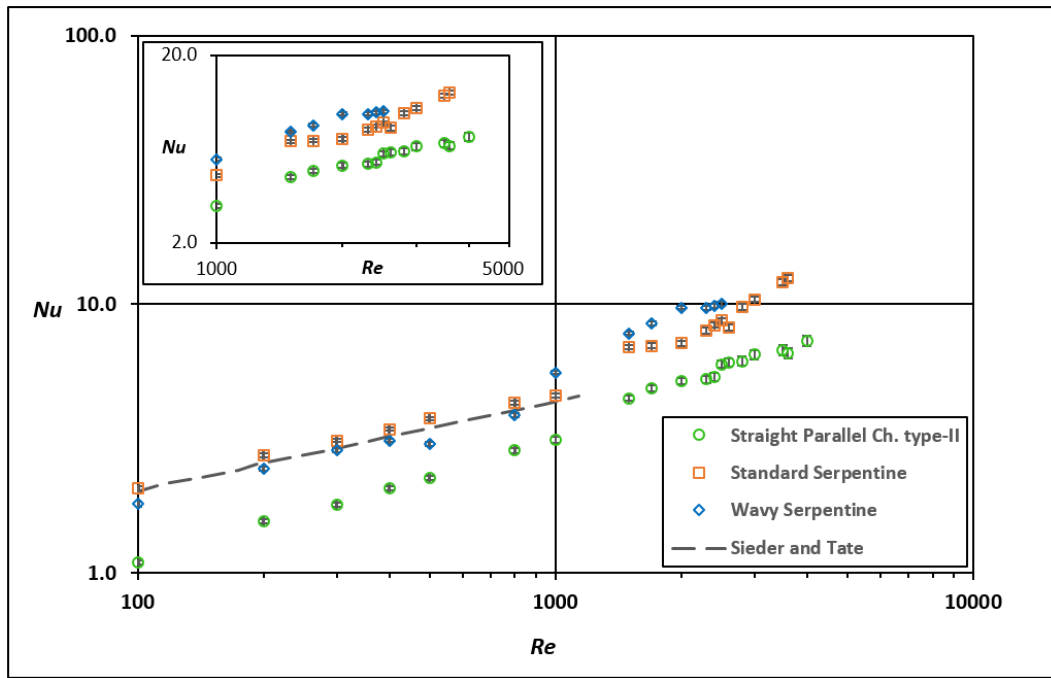 100.0
20.0
Nu
2.0
1000
Re
5000
Nu
10.0
Straight Parallel Ch. type-II
Standard Serpentine
Wavy Serpentine
Sieder and Tate
1.0
100
1000
10000
Re